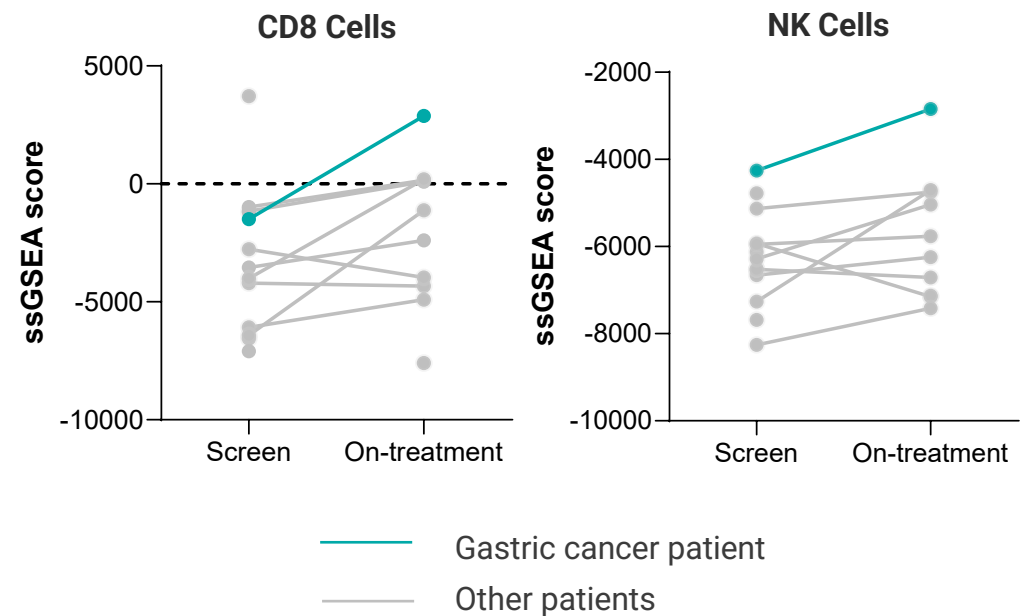 CD8 Cells
ssGSEA score
5000
0
-5000
-10000
Screen
On-treatment
NK Cells
ssGSEA score
-2000
-4000
-6000
-8000
-10000
Screen
On-treatment
Gastric cancer patient
Other patients